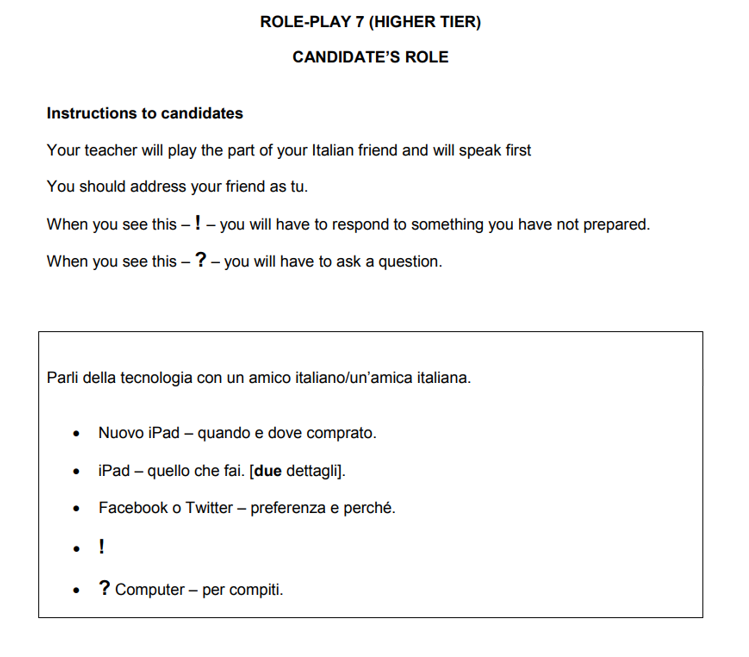 ROLE-PLAY 7 (HIGHER TIER)
CANDIDATE'S ROLE
Instructions to candidates
Your teacher will play the part of your Italian friend and will speak first
You should address your friend as tu.
When you see this – ! – you will have to respond to something you have not prepared.
When you see this – ? – you will have to ask a question.
Parli della tecnologia con un amico italiano/un'amica italiana.
• Nuovo iPad – quando e dove comprato.
• iPad – quello che fai. [due dettagli].
• Facebook o Twitter – preferenza e perché.
• !
• ? Computer – per compiti.